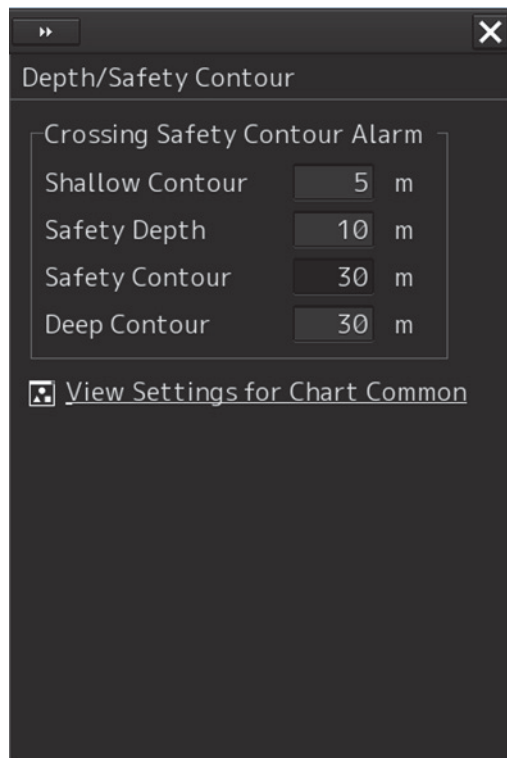 Depth/Safety Contour
Crossing Safety Contour Alarm
Shallow Contour 5 m
Safety Depth 10 m
Safety Contour 30 m
Deep Contour 30 m
View Settings for Chart Common